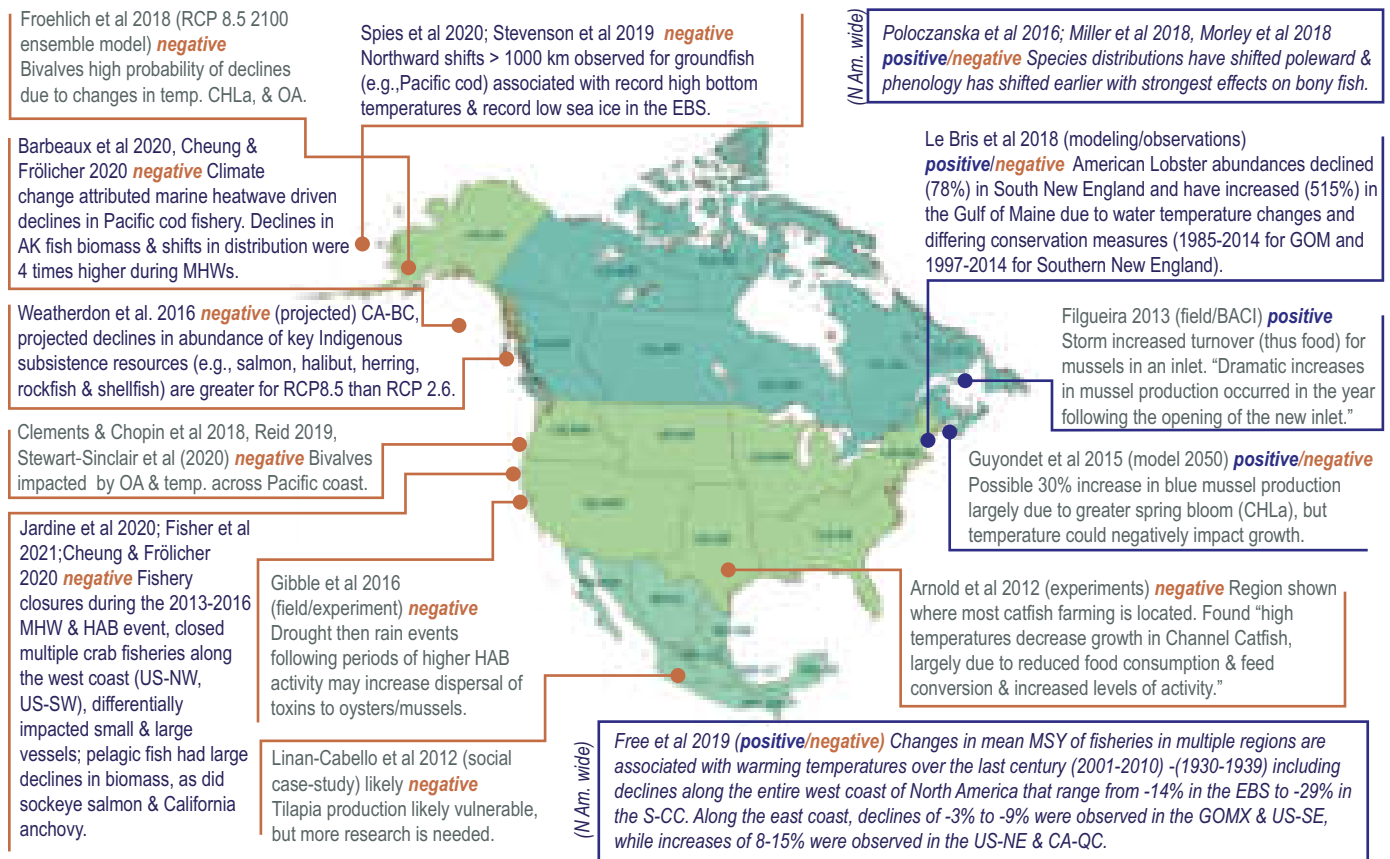 Froehlich et al 2018 (RCP 8.5 2100
ensemble model) negative
Bivalves high probability of declines
due to changes in temp. CHLa, & OA.
Spies et al 2020; Stevenson et al 2019 negative
Northward shifts > 1000 km observed for groundfish
(e.g.,Pacific cod) associated with record high bottom
temperatures & record low sea ice in the EBS.
(N Am. wide)
Poloczanska et al 2016; Miller et al 2018, Morley et al 2018
positive/negative Species distributions have shifted poleward &
phenology has shifted earlier with strongest effects on bony fish.
Barbeaux et al 2020, Cheung &
Frölicher 2020 negative Climate
change attributed marine heatwave driven
declines in Pacific cod fishery. Declines in
AK fish biomass & shifts in distribution were
4 times higher during MHWs.
Le Bris et al 2018 (modeling/observations)
positive/negative American Lobster abundances declined
(78%) in South New England and have increased (515%) in
the Gulf of Maine due to water temperature changes and
differing conservation measures (1985-2014 for GOM and
1997-2014 for Southern New England).
Weatherdon et al. 2016 negative (projected) CA-BC,
projected declines in abundance of key Indigenous
subsistence resources (e.g., salmon, halibut, herring,
rockfish & shellfish) are greater for RCP8.5 than RCP 2.6.
Filgueira 2013 (field/BACI) positive
Storm increased turnover (thus food) for
mussels in an inlet. “Dramatic increases
in mussel production occurred in the year
following the opening of the new inlet.”
Clements & Chopin et al 2018, Reid 2019,
Stewart-Sinclair et al (2020) negative Bivalves
impacted by OA & temp. across Pacific coast.
Guyondet et al 2015 (model 2050) positive/negative
Possible 30% increase in blue mussel production
largely due to greater spring bloom (CHLa), but
temperature could negatively impact growth.
Jardine et al 2020; Fisher et al
2021;Cheung & Frölicher
2020 negative Fishery
closures during the 2013-2016
MHW & HAB event, closed
multiple crab fisheries along
the west coast (US-NW,
US-SW), differentially
impacted small & large
vessels; pelagic fish had large
declines in biomass, as did
sockeye salmon & California
anchovy.
Gibble et al 2016
(field/experiment) negative
Drought then rain events
following periods of higher HAB
activity may increase dispersal of
toxins to oysters/mussels.
Arnold et al 2012 (experiments) negative Region shown
where most catfish farming is located. Found “high
temperatures decrease growth in Channel Catfish,
largely due to reduced food consumption & feed
conversion & increased levels of activity.”
Linan-Cabello et al 2012 (social
case-study) likely negative
Tilapia production likely vulnerable,
but more research is needed.
(N Am. wide)
Free et al 2019 (positive/negative) Changes in mean MSY of fisheries in multiple regions are
associated with warming temperatures over the last century (2001-2010) -(1930-1939) including
declines along the entire west coast of North America that range from -14% in the EBS to -29% in
the S-CC. Along the east coast, declines of -3% to -9% were observed in the GOMX & US-SE,
while increases of 8-15% were observed in the US-NE & CA-QC.